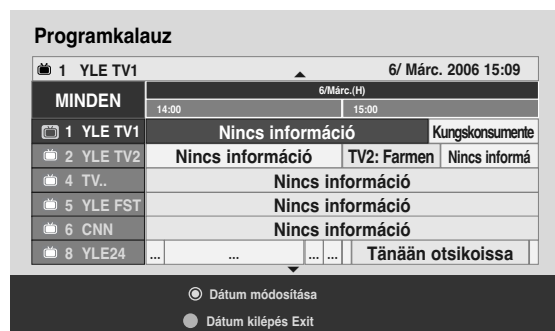 Programkalauz
1 YLE TV1 6/ Márc. 2006 15:09
MINDEN 6/Márc.(H)
14:00 15:00
1 YLE TV1 Nincs információ Kungskonsumente
2 YLE TV2 Nincs információ TV2: Farmen Nincs informá
4 TV.. Nincs információ
5 YLE FST Nincs információ
6 CNN Nincs információ
8 YLE24 ... ... ... ... Tänään otsikoissa
Dátum módosítása
Dátum kilépés Exit